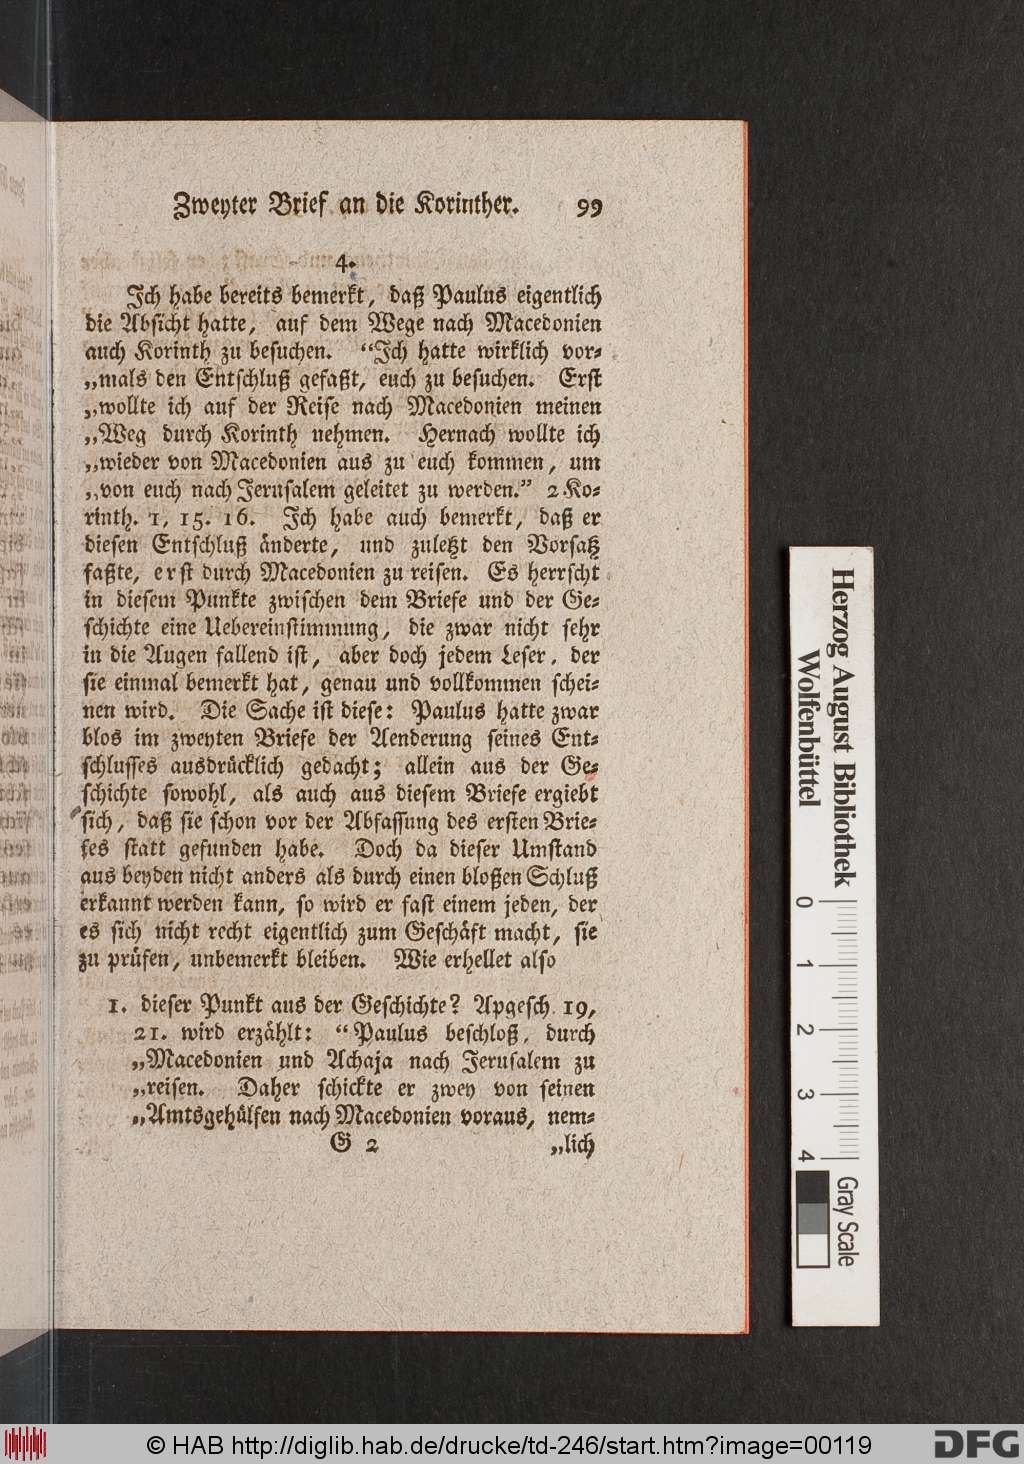 Zweyter Brief an die Korinther. 99
4.
Ich habe bereits bemerkt, daß Paulus eigentlich
die Absicht hatte, auf dem Wege nach Macedonien
auch Korinth zu besuchen. “Ich hatte wirklich vor-
„mals den Entschluß gefaßt, euch zu besuchen. Erst
„wollte ich auf der Reise nach Macedonien meinen
„Weg durch Korinth nehmen. Hernach wollte ich
„wieder von Macedonien aus zu euch kommen, um
„von euch nach Jerusalem geleitet zu werden.” 2 Ko-
rinth. 1, 15. 16. Ich habe auch bemerkt, daß er
diesen Entschluß änderte, und zuletzt den Vorsatz
faßte, erst durch Macedonien zu reisen. Es herrscht
in diesem Punkte zwischen dem Briefe und der Ge-
schichte eine Uebereinstimmung, die zwar nicht sehr
in die Augen fallend ist, aber doch jedem Leser, der
sie einmal bemerkt hat, genau und vollkommen schei-
nen wird. Die Sache ist diese: Paulus hatte zwar
blos im zweyten Briefe der Aenderung seines Ent-
schlusses ausdrücklich gedacht; allein aus der Ge-
schichte sowohl, als auch aus diesem Briefe ergiebt
sich, daß sie schon vor der Abfassung des ersten Brie-
fes statt gefunden habe. Doch da dieser Umstand
aus beyden nicht anders als durch einen bloßen Schluß
erkannt werden kann, so wird er fast einem jeden, der
es sich nicht recht eigentlich zum Geschäft macht, sie
zu prüfen, unbemerkt bleiben. Wie erhellet also
1. dieser Punkt aus der Geschichte? Apgesch. 19,
21. wird erzählt: “Paulus beschloß, durch
„Macedonien und Achaja nach Jerusalem zu
„reisen. Daher schickte er zwey von seinen
„Amtsgehülfen nach Macedonien voraus, nem-
G 2 „lich
Herzog August Bibliothek
Wolfenbüttel
0 1 2 3 4
Gray Scale
© HAB http://diglib.hab.de/drucke/td-246/start.htm?image=00119
DFG